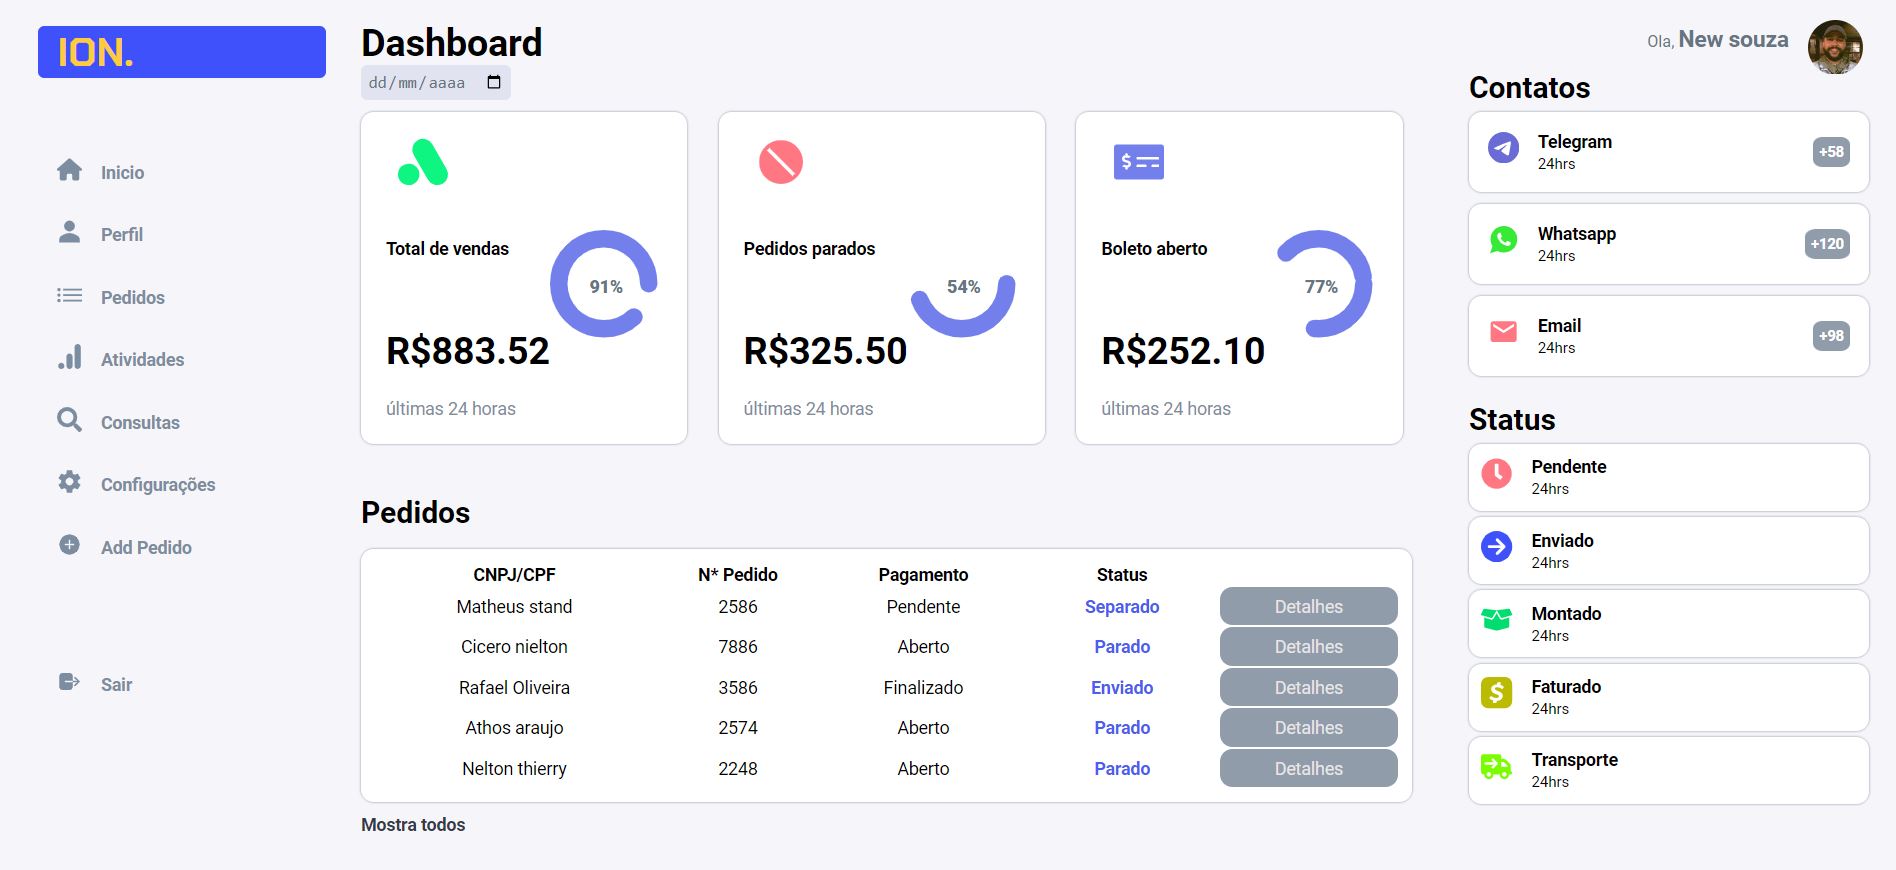 ION.
Inicio
Perfil
Pedidos
Atividades
Consultas
Configurações
Add Pedido
Sair
Dashboard
dd/mm/aaaa
Total de vendas
91%
R$883.52
últimas 24 horas
Pedidos parados
54%
R$325.50
últimas 24 horas
Boleto aberto
77%
R$252.10
últimas 24 horas
Pedidos
CNPJ/CPF N* Pedido Pagamento Status
Matheus stand 2586 Pendente Separado Detalhes
Cicero nielton 7886 Aberto Parado Detalhes
Rafael Oliveira 3586 Finalizado Enviado Detalhes
Athos araujo 2574 Aberto Parado Detalhes
Nelton thierry 2248 Aberto Parado Detalhes
Mostra todos
Ola, New souza
Contatos
Telegram
24hrs
+58
Whatsapp
24hrs
+120
Email
24hrs
+98
Status
Pendente
24hrs
Enviado
24hrs
Montado
24hrs
Faturado
24hrs
Transporte
24hrs